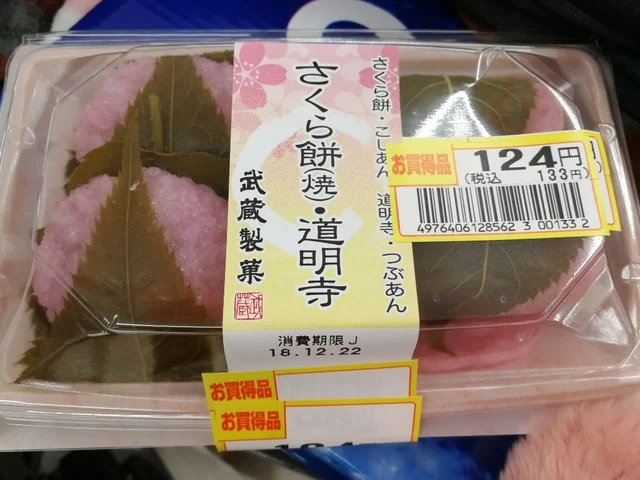 さくら餅・こしあん 道明寺・つぶあん
さくら餅(焼)・道明寺
武蔵製菓
消費期限J
18.12.22
お買得品
124円
(税込 133円)
4976406128562 3 00133 2
お買得品
お買得品